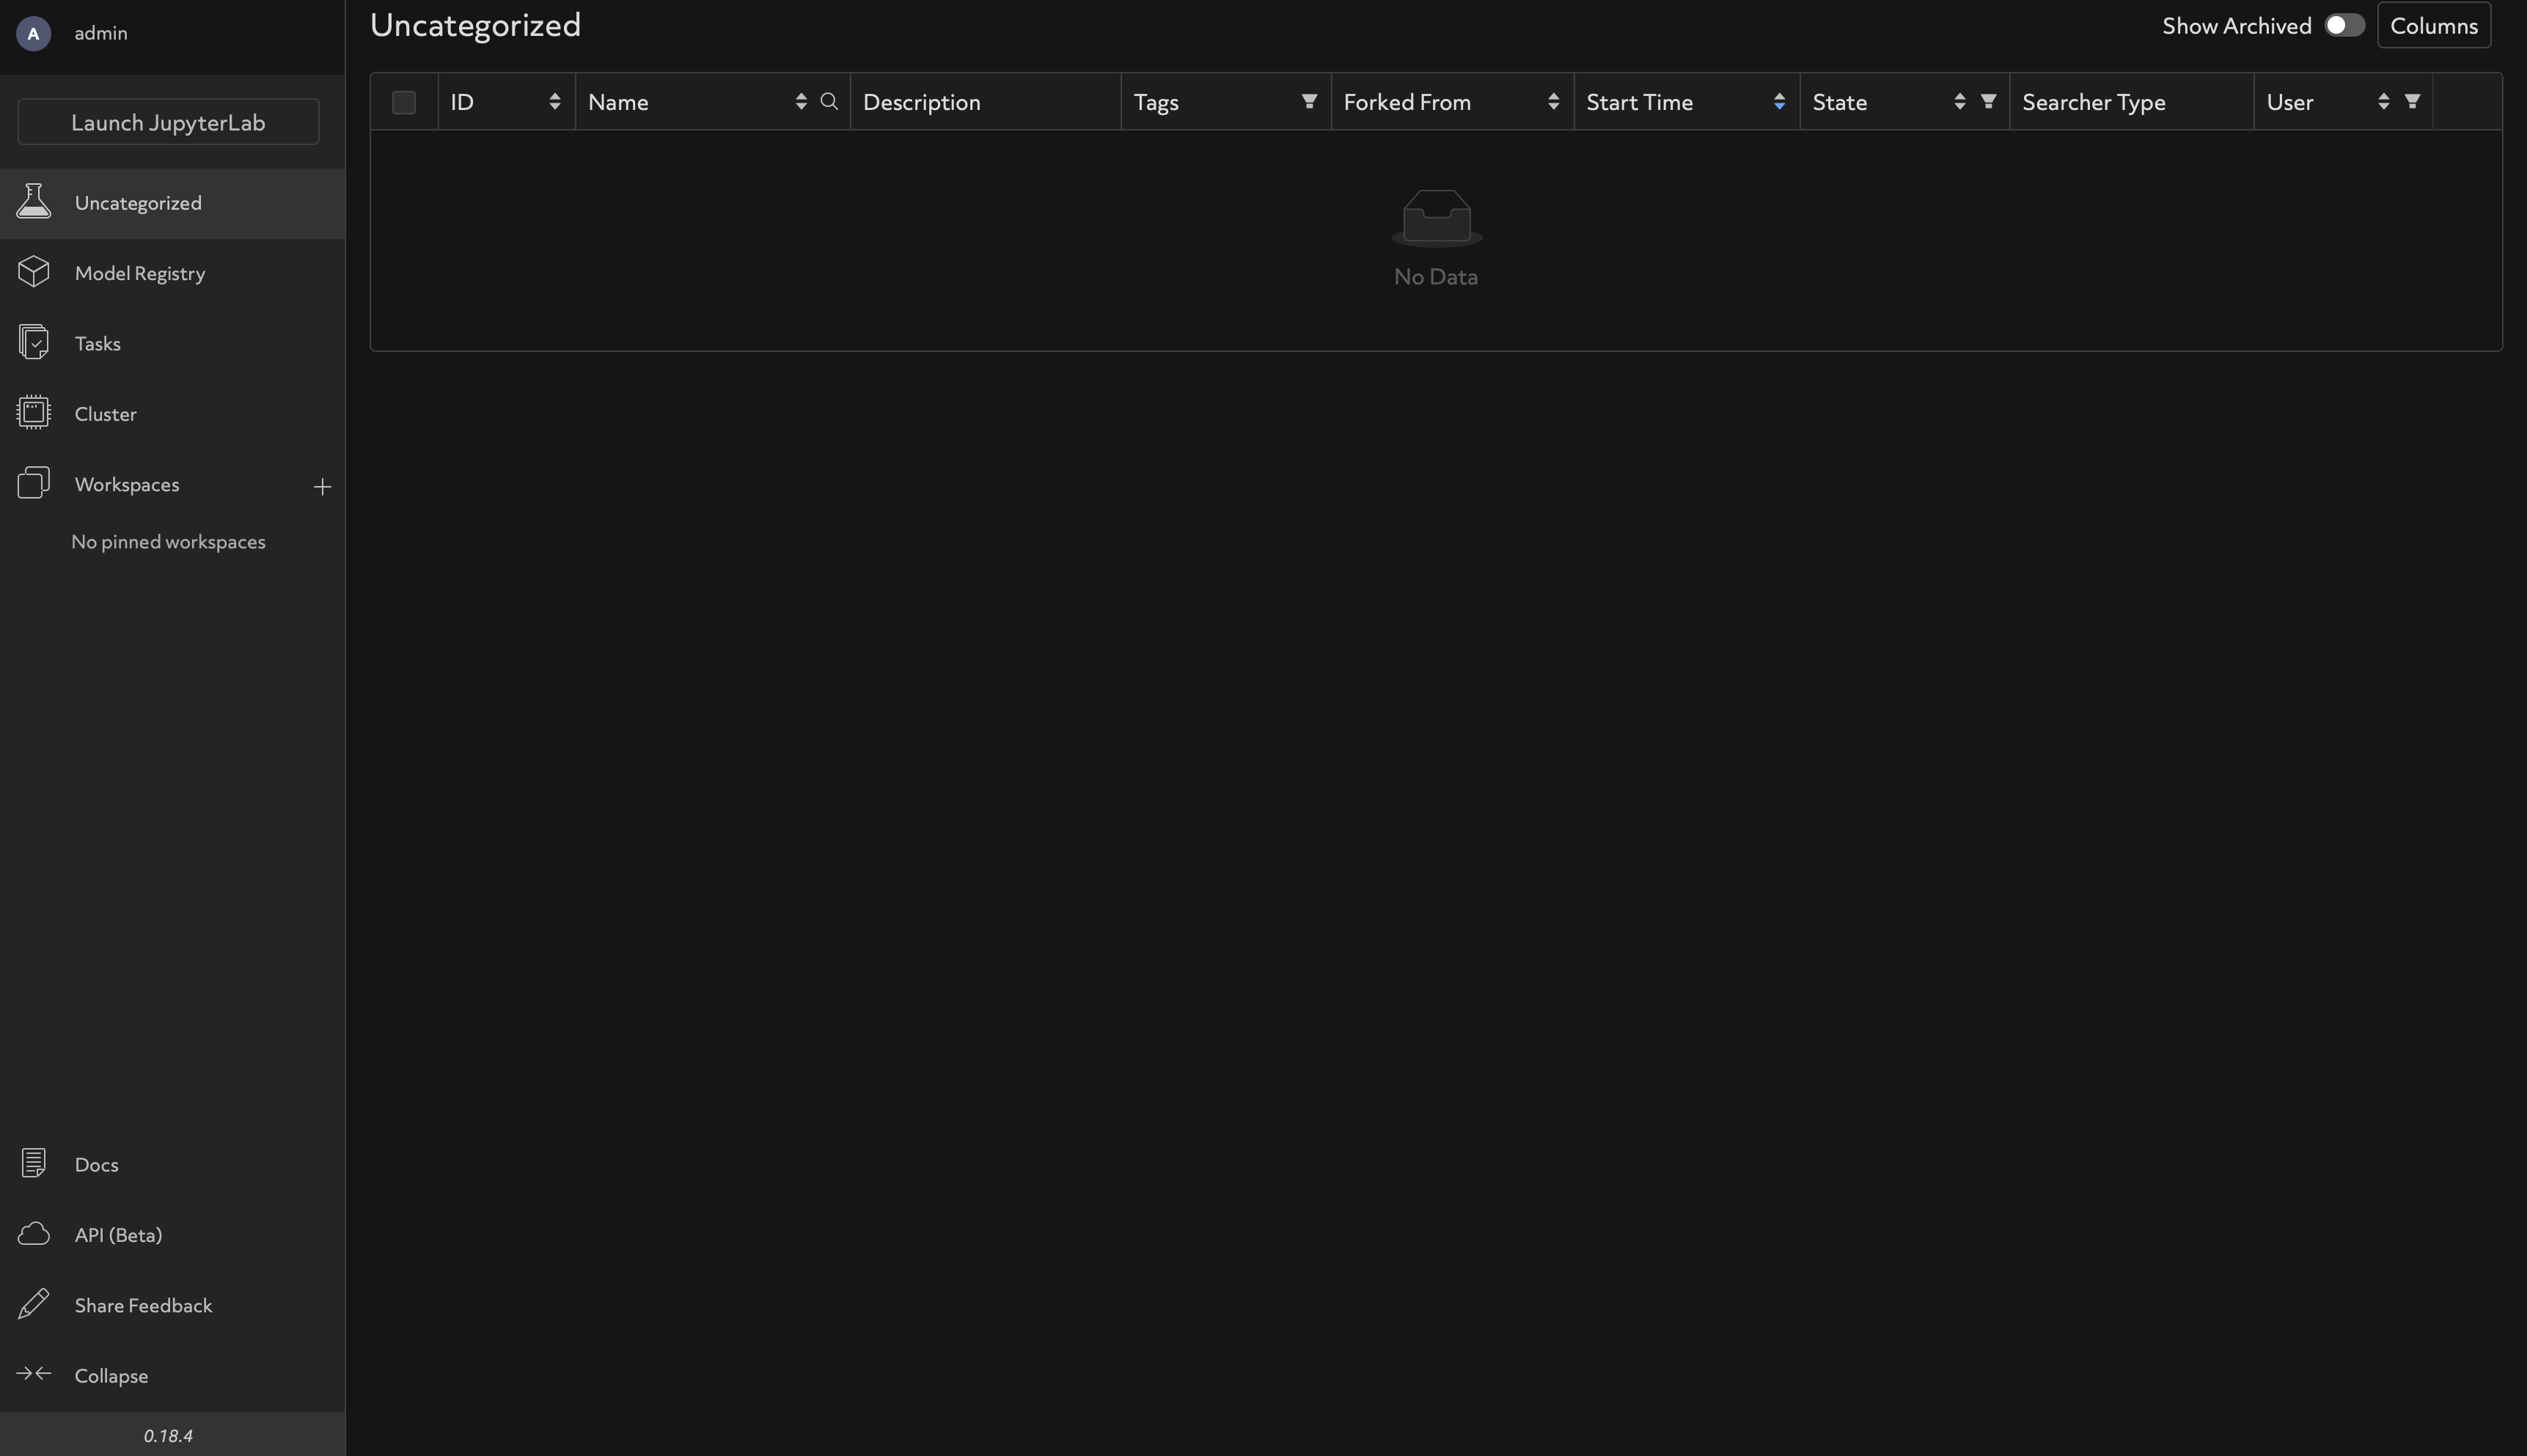 A admin
Launch JupyterLab
Uncategorized
Model Registry
Tasks
Cluster
Workspaces
No pinned workspaces
Docs
API (Beta)
Share Feedback
Collapse
0.18.4
Uncategorized
Show Archived Columns
ID Name Description Tags Forked From Start Time State Searcher Type User
No Data